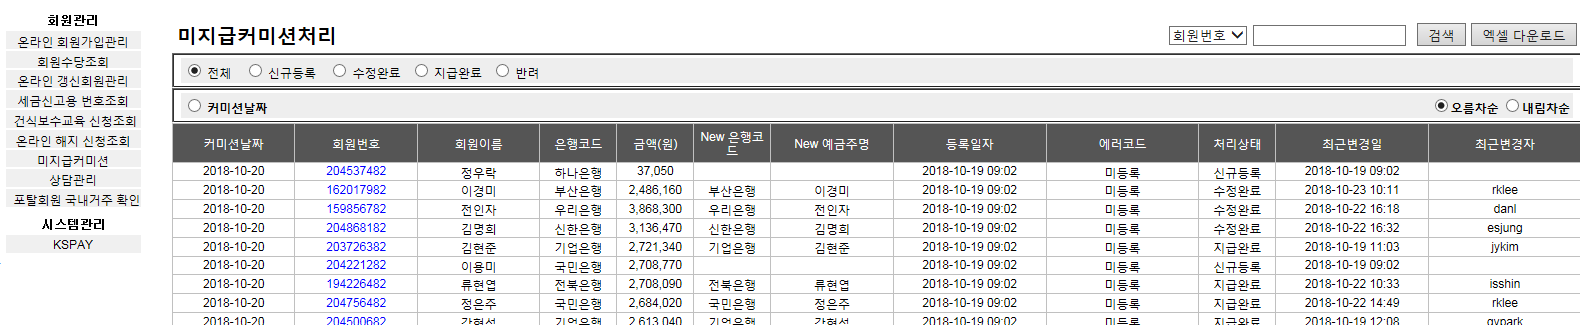 회원관리
온라인 회원가입관리
회원수당조회
온라인 갱신회원관리
세금신고용 번호조회
건식보수교육 신청조회
온라인 해지 신청조회
미지급커미션
상담관리
포탈회원 국내거주 확인
시스템관리
KSPAY
미지급커미션처리
회원번호 검색 엑셀 다운로드
전체 신규등록 수정완료 지급완료 반려
커미션날짜 오름차순 내림차순
커미션날짜 회원번호 회원이름 은행코드 금액(원) New 은행코드 New 예금주명 등록일자 에러코드 처리상태 최근변경일 최근변경자
2018-10-20 204537482 정우락 하나은행 37,050 2018-10-19 09:02 미등록 신규등록 2018-10-19 09:02
2018-10-20 162017982 이경미 부산은행 2,486,160 부산은행 이경미 2018-10-19 09:02 미등록 수정완료 2018-10-23 10:11 rklee
2018-10-20 159856782 전인자 우리은행 3,868,300 우리은행 전인자 2018-10-19 09:02 미등록 수정완료 2018-10-22 16:18 danl
2018-10-20 204868182 김명희 신한은행 3,136,470 신한은행 김명희 2018-10-19 09:02 미등록 수정완료 2018-10-22 16:32 esjung
2018-10-20 203726382 김현준 기업은행 2,721,340 기업은행 김현준 2018-10-19 09:02 미등록 지급완료 2018-10-19 11:03 jykim
2018-10-20 204221282 이용미 국민은행 2,708,770 2018-10-19 09:02 미등록 신규등록 2018-10-19 09:02
2018-10-20 194226482 류현엽 전북은행 2,708,090 전북은행 류현엽 2018-10-19 09:02 미등록 지급완료 2018-10-22 10:33 isshin
2018-10-20 204756482 정은주 국민은행 2,684,020 국민은행 정은주 2018-10-19 09:02 미등록 지급완료 2018-10-22 14:49 rklee
2018-10-20 204500682 기업은행 2,613,040 기업은행 2018-10-19 09:02 미등록 지급완료 2018-10-19 12:08